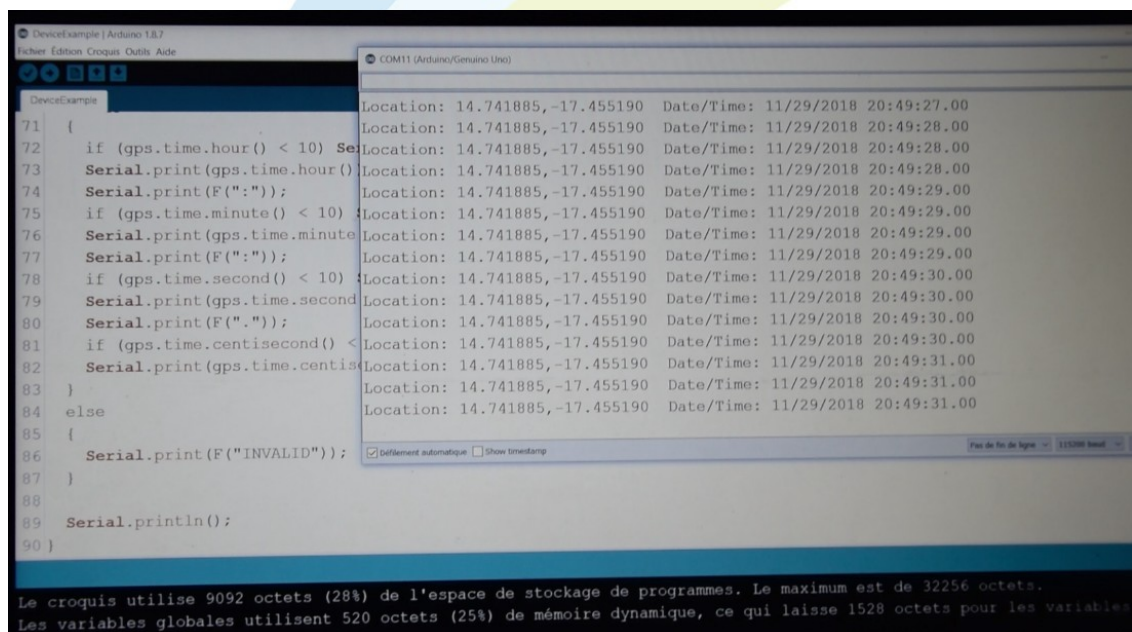 DeviceExample | Arduino 1.8.7
Fichier Édition Croquis Outils Aide
DeviceExample
71 {
72 if (gps.time.hour() < 10) Se
73 Serial.print(gps.time.hour()
74 Serial.print(F(":"));
75 if (gps.time.minute() < 10)
76 Serial.print(gps.time.minute
77 Serial.print(F(":"));
78 if (gps.time.second() < 10)
79 Serial.print(gps.time.second
80 Serial.print(F("."));
81 if (gps.time.centisecond() <
82 Serial.print(gps.time.centis
83 }
84 else
85 {
86 Serial.print(F("INVALID"));
87 }
88
89 Serial.println();
90 }
COM11 (Arduino/Genuino Uno)
Location: 14.741885,-17.455190 Date/Time: 11/29/2018 20:49:27.00
Location: 14.741885,-17.455190 Date/Time: 11/29/2018 20:49:28.00
Location: 14.741885,-17.455190 Date/Time: 11/29/2018 20:49:28.00
Location: 14.741885,-17.455190 Date/Time: 11/29/2018 20:49:28.00
Location: 14.741885,-17.455190 Date/Time: 11/29/2018 20:49:29.00
Location: 14.741885,-17.455190 Date/Time: 11/29/2018 20:49:29.00
Location: 14.741885,-17.455190 Date/Time: 11/29/2018 20:49:29.00
Location: 14.741885,-17.455190 Date/Time: 11/29/2018 20:49:29.00
Location: 14.741885,-17.455190 Date/Time: 11/29/2018 20:49:30.00
Location: 14.741885,-17.455190 Date/Time: 11/29/2018 20:49:30.00
Location: 14.741885,-17.455190 Date/Time: 11/29/2018 20:49:30.00
Location: 14.741885,-17.455190 Date/Time: 11/29/2018 20:49:30.00
Location: 14.741885,-17.455190 Date/Time: 11/29/2018 20:49:31.00
Location: 14.741885,-17.455190 Date/Time: 11/29/2018 20:49:31.00
Location: 14.741885,-17.455190 Date/Time: 11/29/2018 20:49:31.00
Défilement automatique Show timestamp
Pas de fin de ligne 115200 baud
Le croquis utilise 9092 octets (28%) de l'espace de stockage de programmes. Le maximum est de 32256 octets.
Les variables globales utilisent 520 octets (25%) de mémoire dynamique, ce qui laisse 1528 octets pour les variables